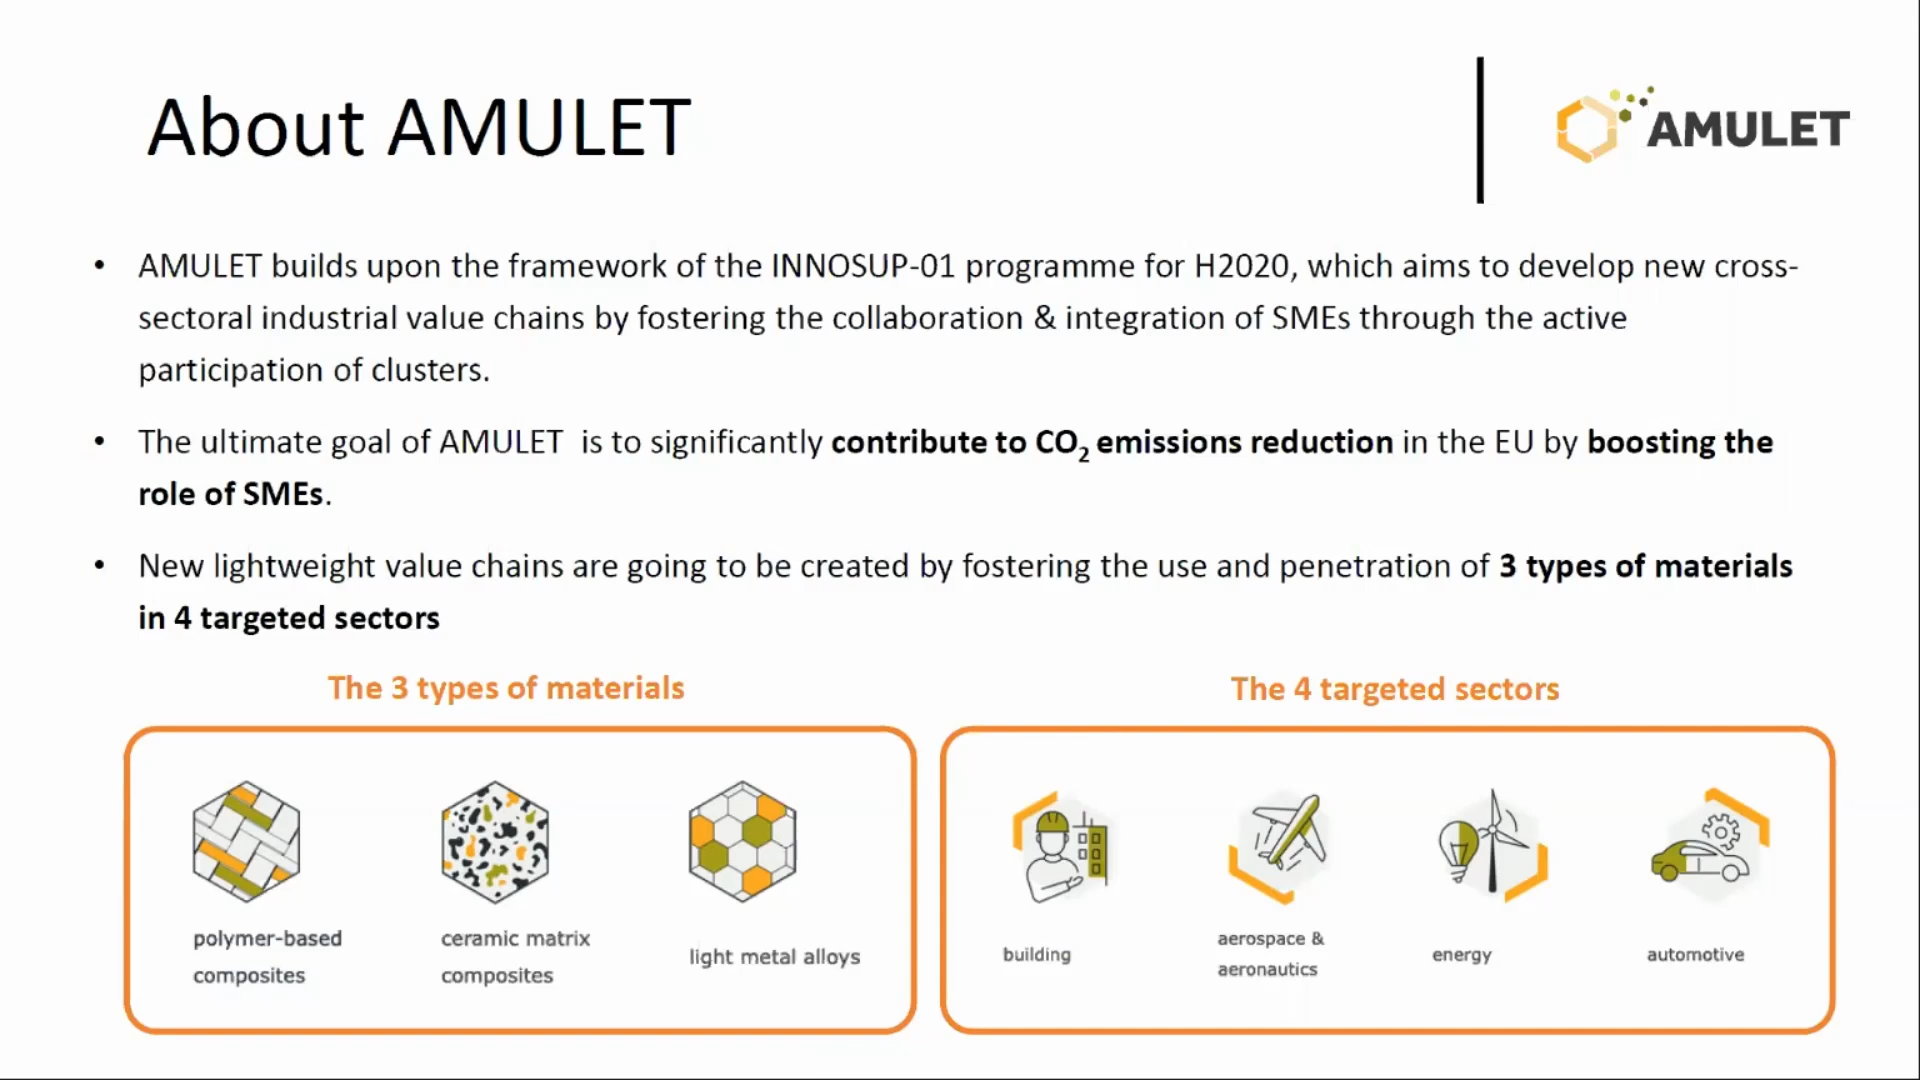 About AMULET
AMULET
• AMULET builds upon the framework of the INNOSUP-01 programme for H2020, which aims to develop new cross-
sectoral industrial value chains by fostering the collaboration & integration of SMEs through the active
participation of clusters.
• The ultimate goal of AMULET  is to significantly contribute to CO₂ emissions reduction in the EU by boosting the
role of SMEs.
• New lightweight value chains are going to be created by fostering the use and penetration of 3 types of materials
in 4 targeted sectors
The 3 types of materials
polymer-based
composites
ceramic matrix
composites
light metal alloys
The 4 targeted sectors
building
aerospace &
aeronautics
energy
automotive